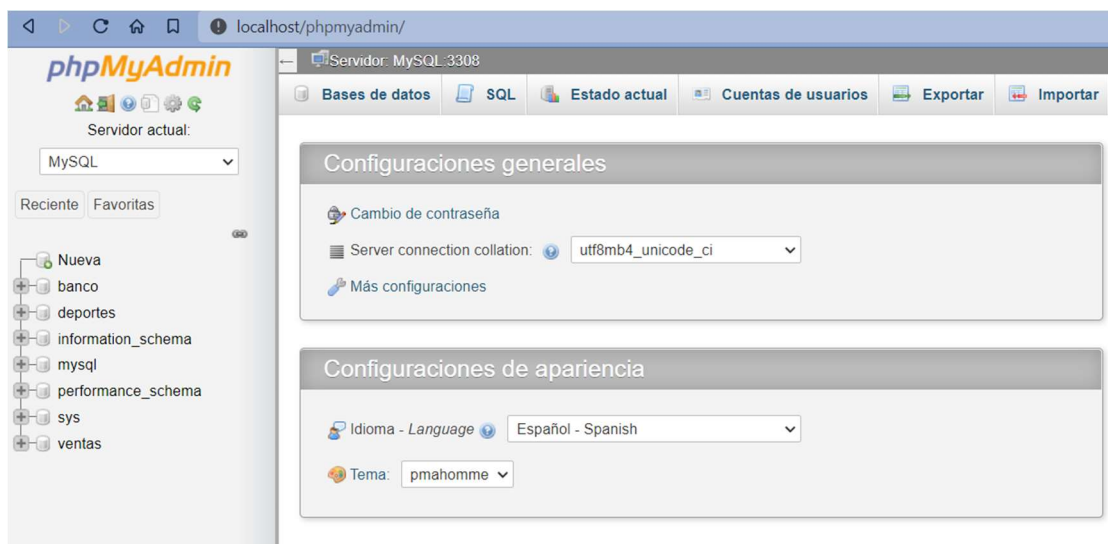 localhost/phpmyadmin/
phpMyAdmin
Servidor actual:
MySQL
Reciente Favoritas
Nueva
banco
deportes
information_schema
mysql
performance_schema
sys
ventas
Servidor: MySQL:3308
Bases de datos SQL Estado actual Cuentas de usuarios Exportar Importar
Configuraciones generales
Cambio de contraseña
Server connection collation: utf8mb4_unicode_ci
Más configuraciones
Configuraciones de apariencia
Idioma - Language Español - Spanish
Tema: pmahomme